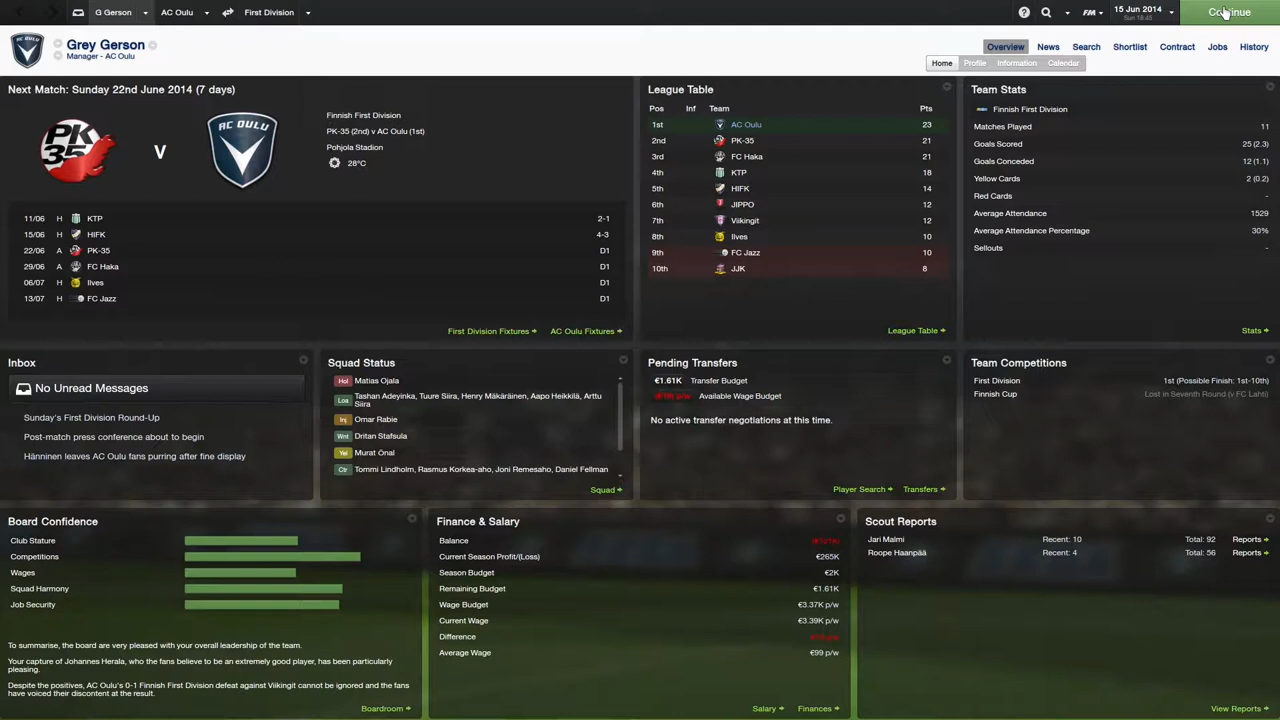 G Gerson
AC Oulu
First Division
FM
15 Jun 2014
Sun 18:45
Continue
Grey Gerson
Manager - AC Oulu
Overview News Search Shortlist Contract Jobs History
Home Profile Information Calendar
Next Match: Sunday 22nd June 2014 (7 days)
PK-35
V
AC OULU
Finnish First Division
PK-35 (2nd) v AC Oulu (1st)
Pohjola Stadion
28°C
11/06 H KTP 2-1
15/06 H HIFK 4-3
22/06 A PK-35 D1
29/06 A FC Haka D1
06/07 H Ilves D1
13/07 H FC Jazz D1
First Division Fixtures AC Oulu Fixtures
League Table
Pos Inf Team Pts
1st AC Oulu 23
2nd PK-35 21
3rd FC Haka 21
4th KTP 18
5th HIFK 14
6th JIPPO 12
7th Viikingit 12
8th Ilves 10
9th FC Jazz 10
10th JJK 8
League Table
Team Stats
Finnish First Division
Matches Played 11
Goals Scored 25 (2.3)
Goals Conceded 12 (1.1)
Yellow Cards 2 (0.2)
Red Cards -
Average Attendance 1529
Average Attendance Percentage 30%
Sellouts -
Stats
Inbox
No Unread Messages
Sunday's First Division Round-Up
Post-match press conference about to begin
Hänninen leaves AC Oulu fans purring after fine display
Squad Status
Hol Matias Ojala
Loa Tashan Adeyinka, Tuure Siira, Henry Mäkäräinen, Aapo Heikkilä, Arttu
Siira
Inj Omar Rabie
Wnt Dritan Stafsula
Yel Murat Önal
Ctr Tommi Lindholm, Rasmus Korkea-aho, Joni Remesaho, Daniel Fellman
Squad
Pending Transfers
€1.61K Transfer Budget
p/w Available Wage Budget
No active transfer negotiations at this time.
Player Search Transfers
Team Competitions
First Division 1st (Possible Finish: 1st-10th)
Finnish Cup Lost in Seventh Round (v FC Lahti)
Board Confidence
Club Stature
Competitions
Wages
Squad Harmony
Job Security
To summarise, the board are very pleased with your overall leadership of the team.
Your capture of Johannes Herala, who the fans believe to be an extremely good player, has been particularly
pleasing.
Despite the positives, AC Oulu's 0-1 Finnish First Division defeat against Viikingit cannot be ignored and the fans
have voiced their discontent at the result.
Boardroom
Finance & Salary
Balance
Current Season Profit/(Loss) €265K
Season Budget €2K
Remaining Budget €1.61K
Wage Budget €3.37K p/w
Current Wage €3.39K p/w
Difference
Average Wage €99 p/w
Salary Finances
Scout Reports
Jari Malmi Recent: 10 Total: 92 Reports
Roope Haanpää Recent: 4 Total: 56 Reports
View Reports